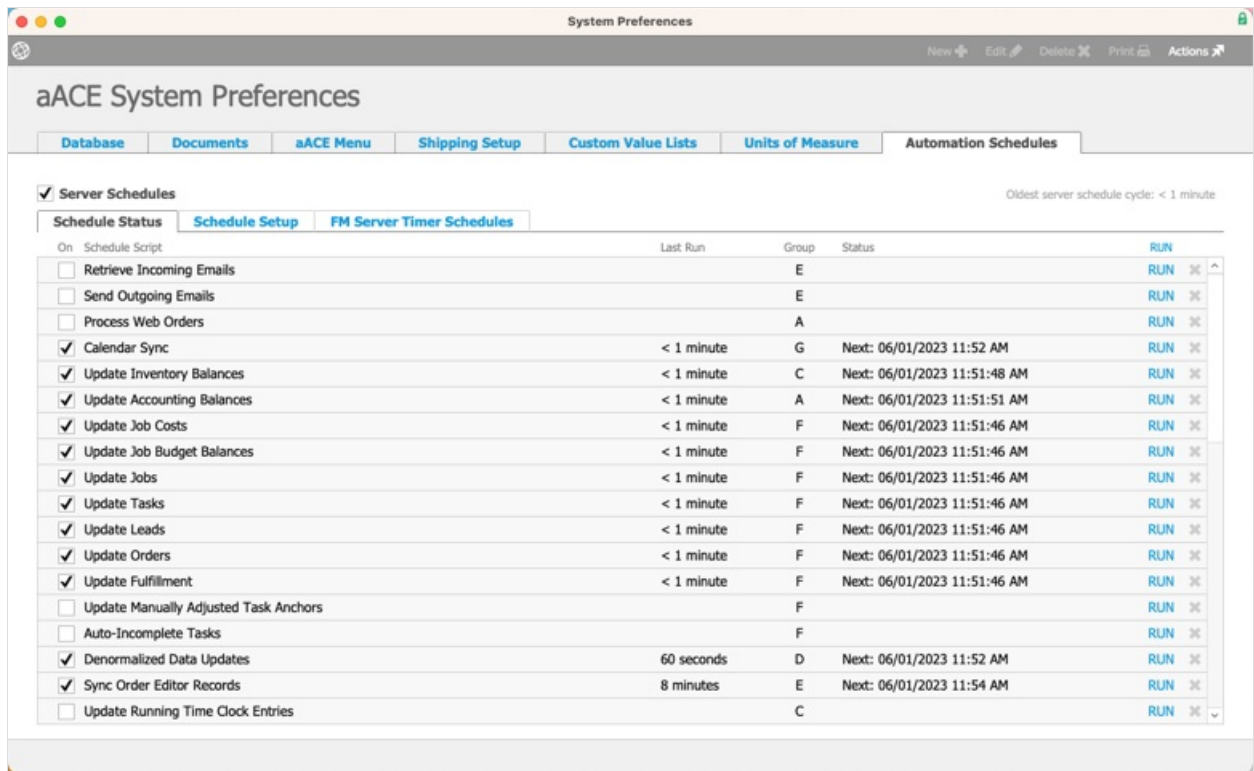 System Preferences
New Edit Delete Print Actions
aACE System Preferences
Database Documents aACE Menu Shipping Setup Custom Value Lists Units of Measure Automation Schedules
Server Schedules Oldest server schedule cycle: < 1 minute
Schedule Status Schedule Setup FM Server Timer Schedules
On Schedule Script Last Run Group Status RUN
Retrieve Incoming Emails E RUN
Send Outgoing Emails E RUN
Process Web Orders A RUN
Calendar Sync < 1 minute G Next: 06/01/2023 11:52 AM RUN
Update Inventory Balances < 1 minute C Next: 06/01/2023 11:51:48 AM RUN
Update Accounting Balances < 1 minute A Next: 06/01/2023 11:51:51 AM RUN
Update Job Costs < 1 minute F Next: 06/01/2023 11:51:46 AM RUN
Update Job Budget Balances < 1 minute F Next: 06/01/2023 11:51:46 AM RUN
Update Jobs < 1 minute F Next: 06/01/2023 11:51:46 AM RUN
Update Tasks < 1 minute F Next: 06/01/2023 11:51:46 AM RUN
Update Leads < 1 minute F Next: 06/01/2023 11:51:46 AM RUN
Update Orders < 1 minute F Next: 06/01/2023 11:51:46 AM RUN
Update Fulfillment < 1 minute F Next: 06/01/2023 11:51:46 AM RUN
Update Manually Adjusted Task Anchors F RUN
Auto-Incomplete Tasks F RUN
Denormalized Data Updates 60 seconds D Next: 06/01/2023 11:52 AM RUN
Sync Order Editor Records 8 minutes E Next: 06/01/2023 11:54 AM RUN
Update Running Time Clock Entries C RUN